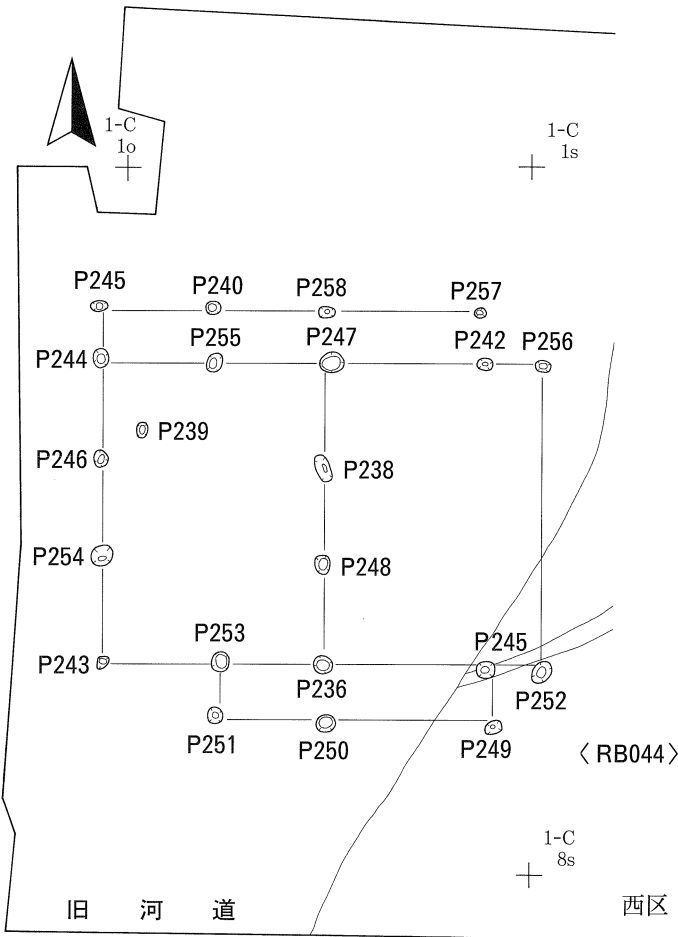 1-C
1o
1-C
1s
P245
P240
P258
P257
P244
P255
P247
P242
P256
P239
P246
P238
P254
P248
P253
P245
P243
P236
P252
P251
P250
P249
〈 RB044 〉
1-C
8s
旧 河 道
西区